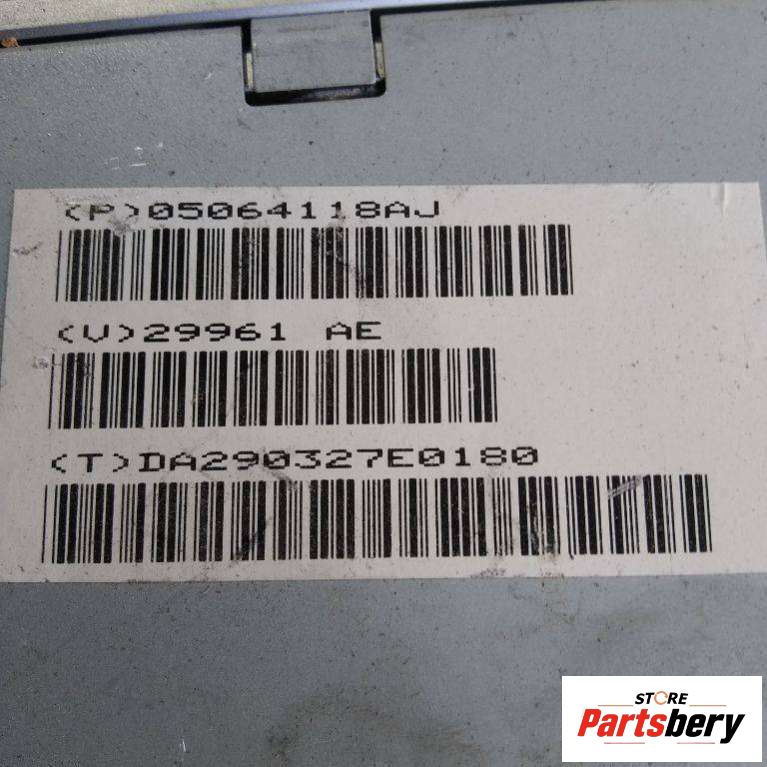 (P)05064118AJ
(V)29961 AE
(T)DA290327E0180
STORE
Partsbery